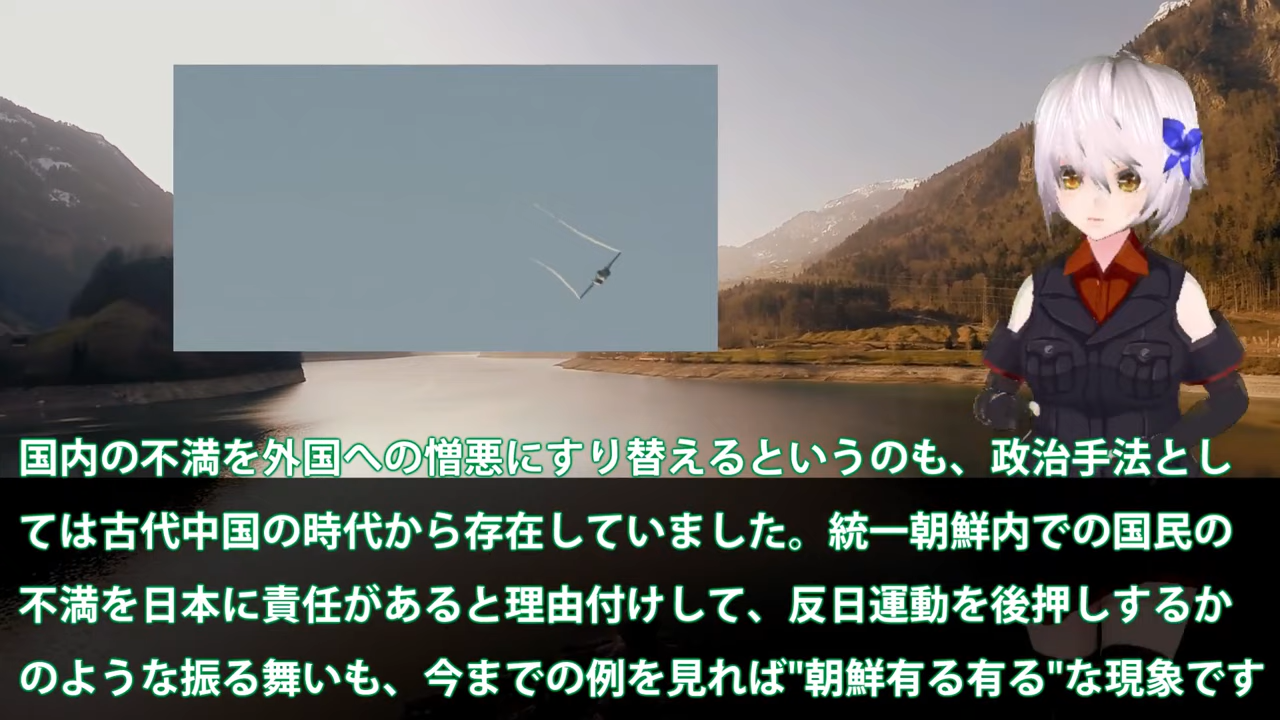 国内の不満を外国への憎悪にすり替えるというのも、政治手法とし
ては古代中国の時代から存在していました。統一朝鮮内での国民の
不満を日本に責任があると理由付けして、反日運動を後押しするか
のような振る舞いも、今までの例を見れば"朝鮮有る有る"な現象です